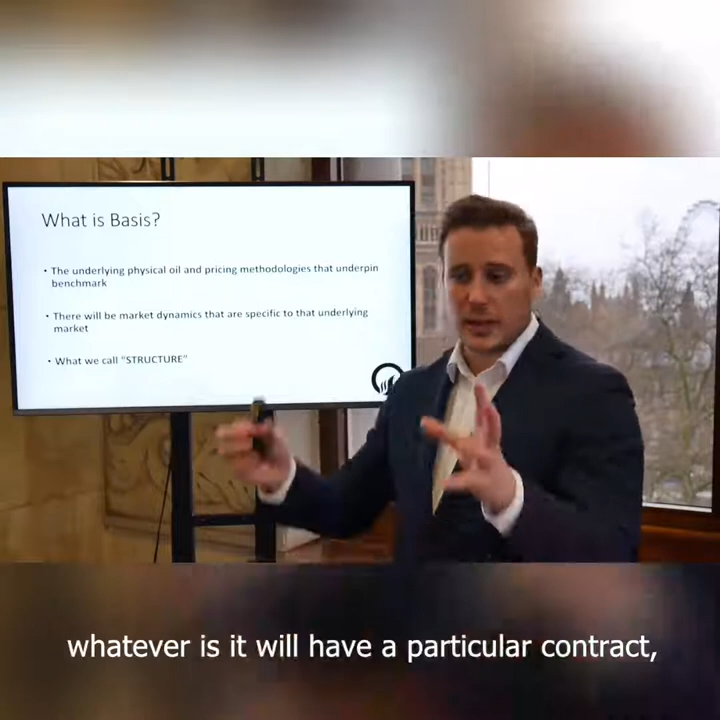 What is Basis?
• The underlying physical oil and pricing methodologies that underpin
benchmark
• There will be market dynamics that are specific to that underlying
market
• What we call "STRUCTURE"
whatever is it will have a particular contract,